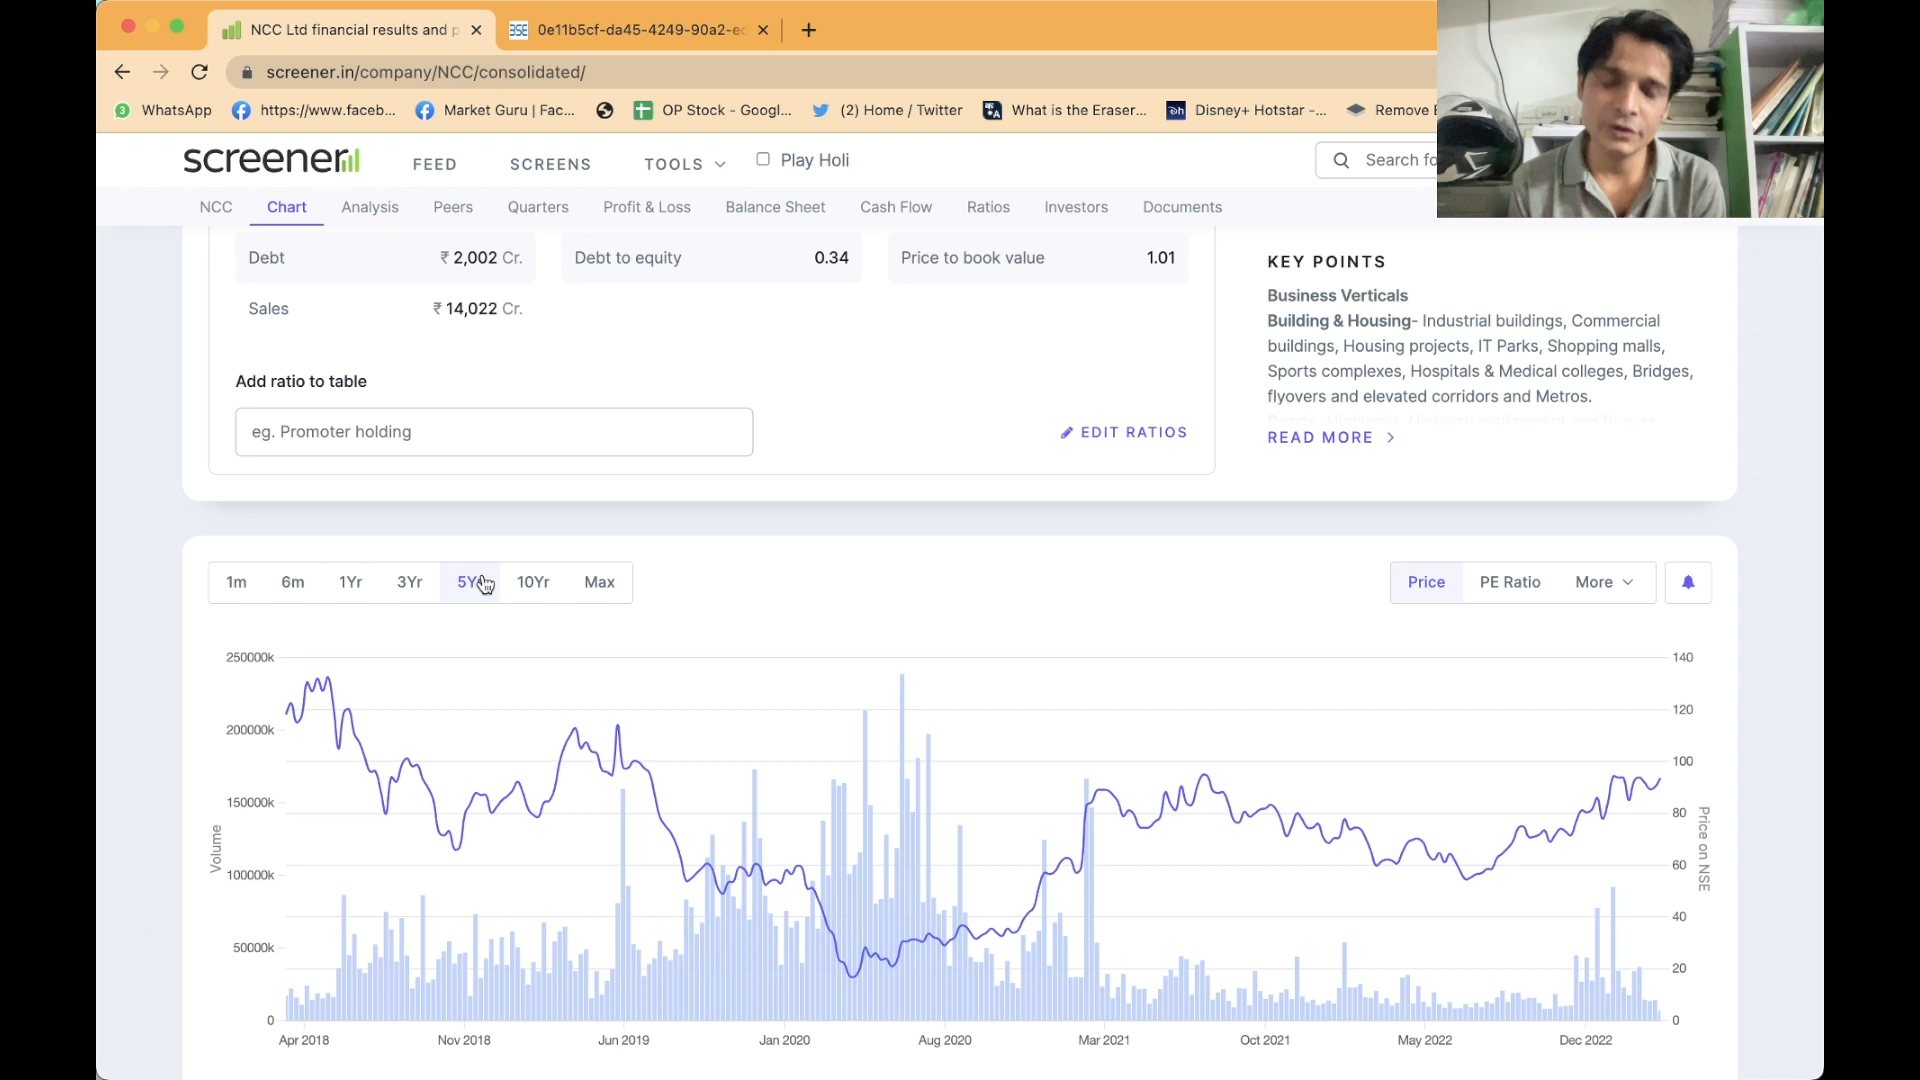 NCC Ltd financial results and p
BSE 0e11b5cf-da45-4249-90a2-ec
screener.in/company/NCC/consolidated/
3 WhatsApp https://www.faceb... Market Guru | Fac... OP Stock - Googl... (2) Home / Twitter What is the Eraser... Disney+ Hotstar -... Remove
screener FEED SCREENS TOOLS Play Holi Search fo
NCC Chart Analysis Peers Quarters Profit & Loss Balance Sheet Cash Flow Ratios Investors Documents
Debt ₹ 2,002 Cr. Debt to equity 0.34 Price to book value 1.01
Sales ₹ 14,022 Cr.
Add ratio to table
eg. Promoter holding
EDIT RATIOS
KEY POINTS
Business Verticals
Building & Housing- Industrial buildings, Commercial
buildings, Housing projects, IT Parks, Shopping malls,
Sports complexes, Hospitals & Medical colleges, Bridges,
flyovers and elevated corridors and Metros.
READ MORE
1m 6m 1Yr 3Yr 5Y 10Yr Max
Price PE Ratio More
250000k 140
120
200000k
100
150000k
80
100000k 60
40
50000k
20
0 0
Volume
Price on NSE
Apr 2018 Nov 2018 Jun 2019 Jan 2020 Aug 2020 Mar 2021 Oct 2021 May 2022 Dec 2022